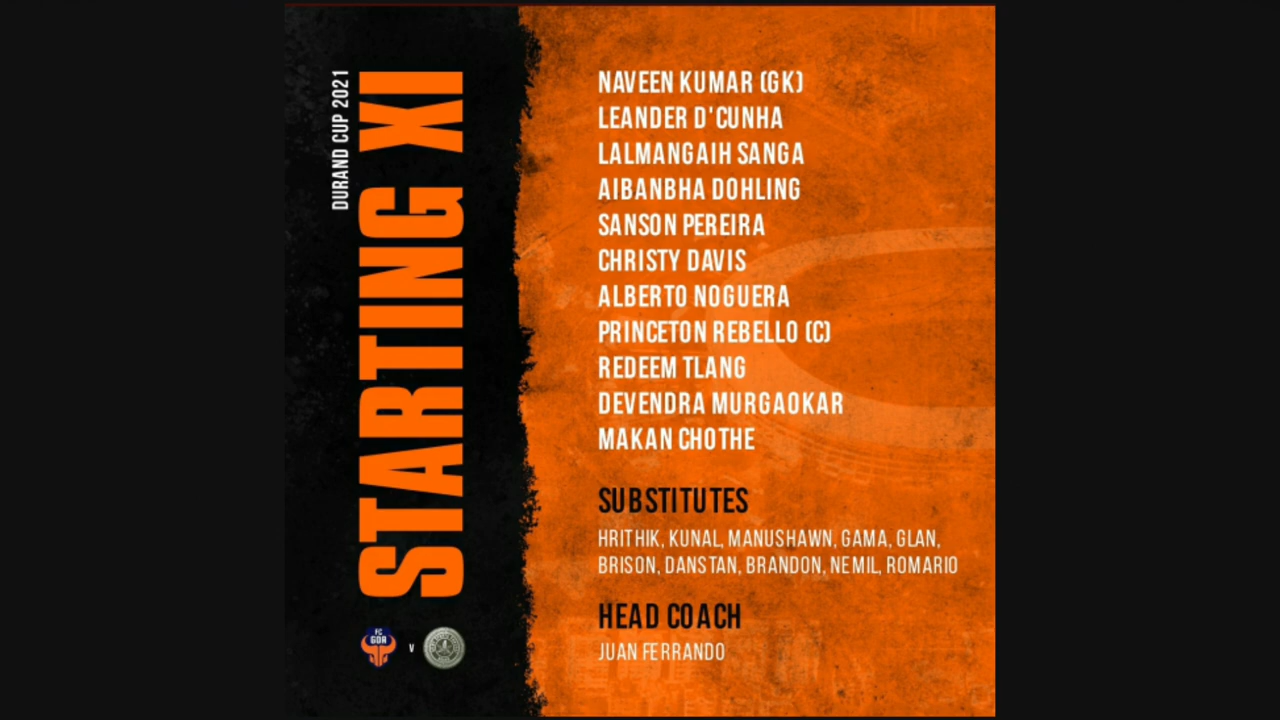 DURAND CUP 2021
STARTING XI
NAVEEN KUMAR (GK)
LEANDER D'CUNHA
LALMANGAIH SANGA
AIBANBHA DOHLING
SANSON PEREIRA
CHRISTY DAVIS
ALBERTO NOGUERA
PRINCETON REBELLO (C)
REDEEM TLANG
DEVENDRA MURGAOKAR
MAKAN CHOTHE
SUBSTITUTES
HRITHIK, KUNAL, MANUSHAWN, GAMA, GLAN,
BRISON, DANSTAN, BRANDON, NEMIL, ROMARIO
HEAD COACH
JUAN FERRANDO
FC
GOA
V